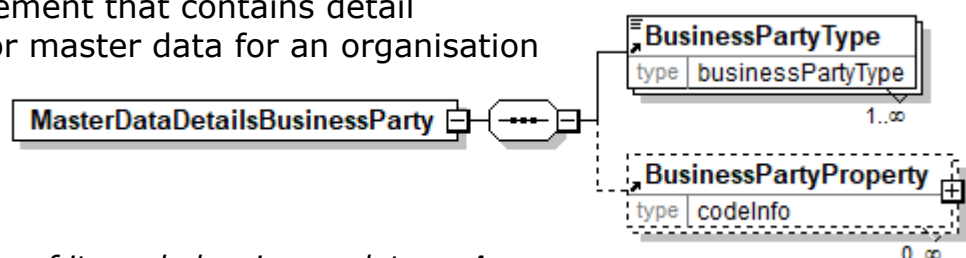 ement that contains detail
or master data for an organisation
BusinessPartyType
type businessPartyType
1..∞
MasterDataDetailsBusinessParty
BusinessPartyProperty
type codeInfo
0..∞